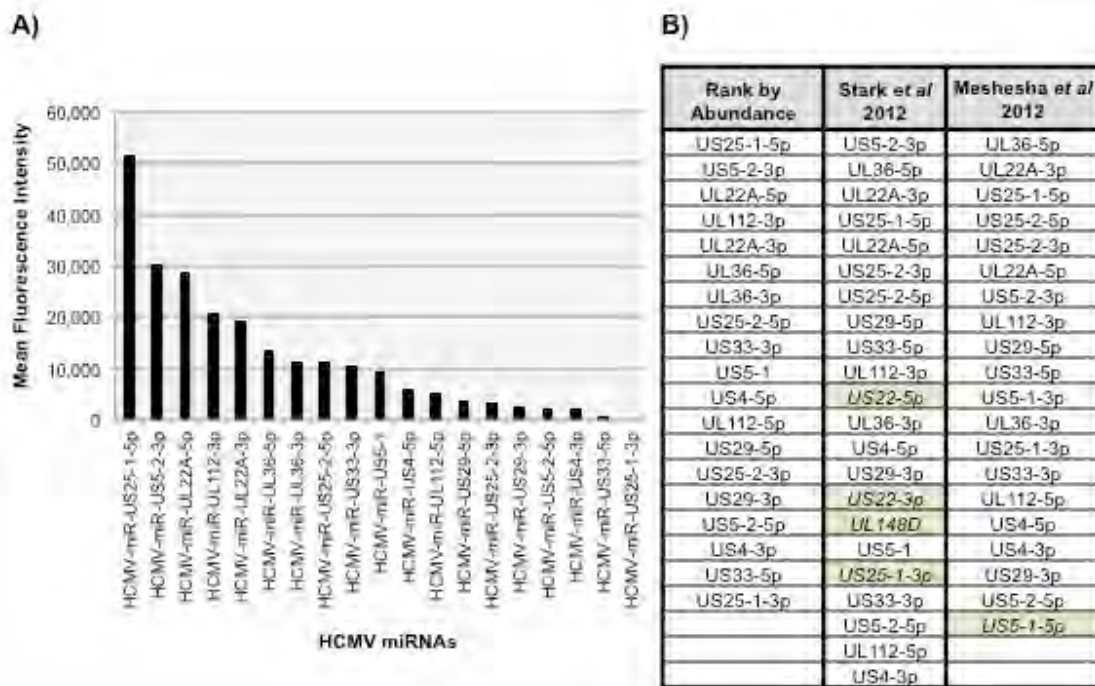 A)
60,000
50,000
40,000
30,000
20,000
10,000
0
Mean Fluorescence Intensity
HCMV-miR-US25-1-5p
HCMV-miR-US5-2-3p
HCMV-miR-UL22A-5p
HCMV-miR-UL112-3p
HCMV-miR-UL22A-3p
HCMV-miR-UL36-5p
HCMV-miR-UL36-3p
HCMV-miR-US25-2-5p
HCMV-miR-US33-3p
HCMV-miR-US5-1
HCMV-miR-US4-5p
HCMV-miR-UL112-5p
HCMV-miR-US29-5p
HCMV-miR-US25-2-3p
HCMV-miR-US29-3p
HCMV-miR-US5-2-5p
HCMV-miR-US4-3p
HCMV-miR-US33-5p
HCMV-miR-US25-1-3p
HCMV miRNAs
B)
Rank by Abundance Stark et al 2012 Meshesha et al 2012
US25-1-5p US5-2-3p UL36-5p
US5-2-3p UL36-5p UL22A-3p
UL22A-5p UL22A-3p US25-1-5p
UL112-3p US25-1-5p US25-2-5p
UL22A-3p UL22A-5p US25-2-3p
UL36-5p US25-2-3p UL22A-5p
UL36-3p US25-2-5p US5-2-3p
US25-2-5p US29-5p UL112-3p
US33-3p US33-5p US29-5p
US5-1 UL112-3p US33-5p
US4-5p US22-5p US5-1-3p
UL112-5p UL36-3p UL36-3p
US29-5p US4-5p US25-1-3p
US25-2-3p US29-3p US33-3p
US29-3p US22-3p UL112-5p
US5-2-5p UL148D US4-5p
US4-3p US5-1 US4-3p
US33-5p US25-1-3p US29-3p
US25-1-3p US33-3p US5-2-5p
US5-2-5p US5-1-5p
UL112-5p
US4-3p